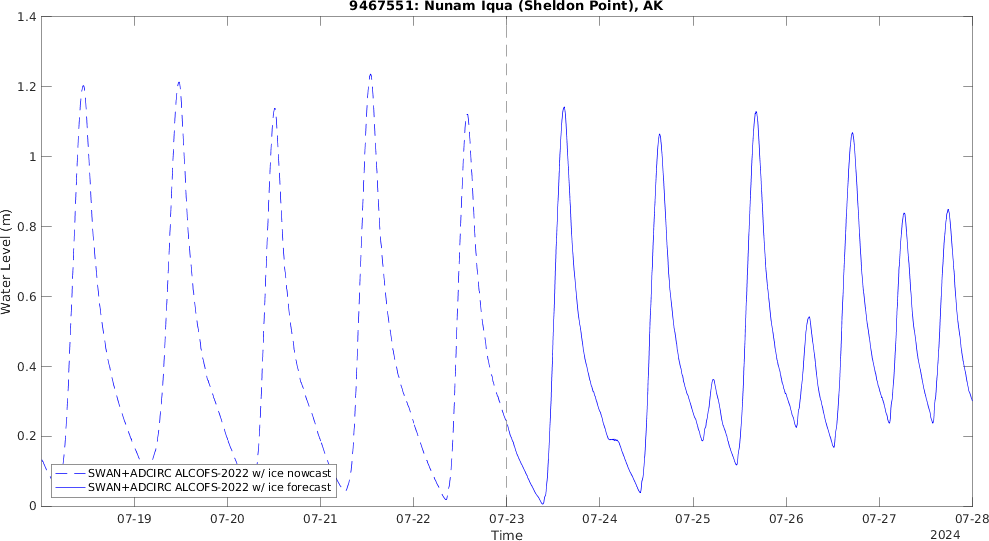 9467551: Nunam Iqua (Sheldon Point), AK
Water Level (m)
1.4
1.2
1
0.8
0.6
0.4
0.2
0
SWAN+ADCIRC ALCOFS-2022 w/ ice nowcast
SWAN+ADCIRC ALCOFS-2022 w/ ice forecast
07-19 07-20 07-21 07-22 07-23 07-24 07-25 07-26 07-27 07-28
Time
2024